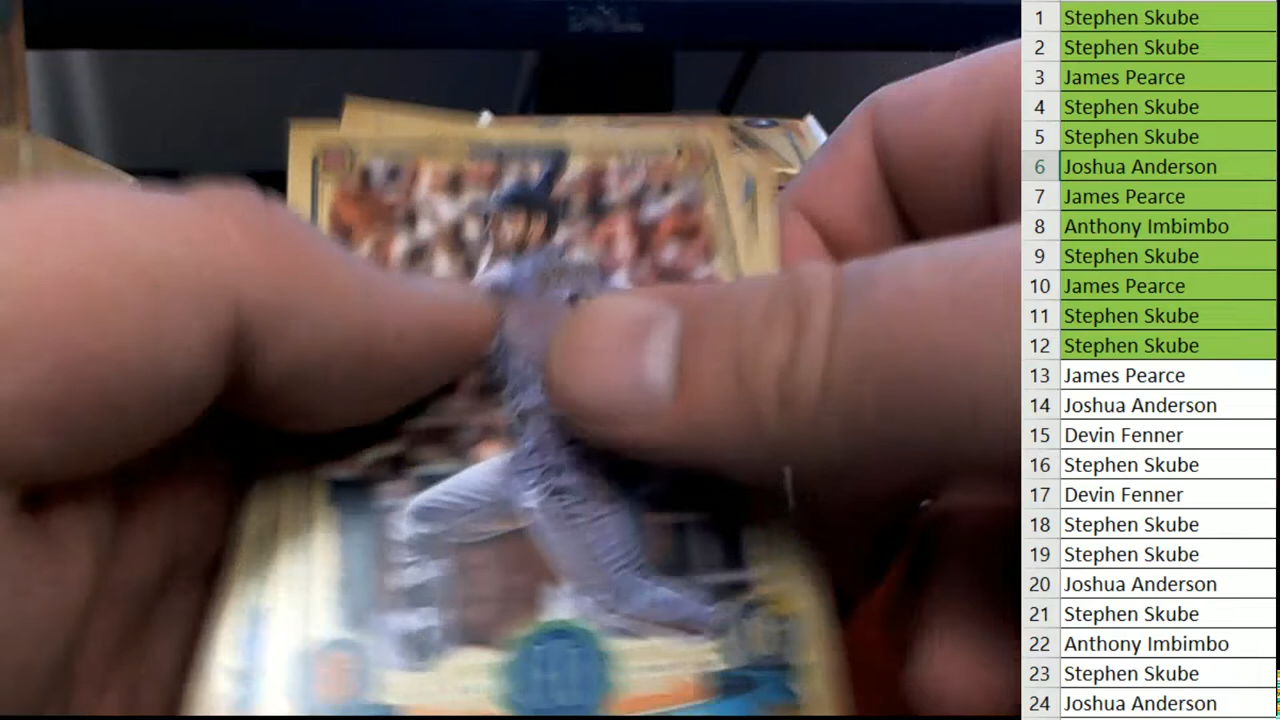 DELL
1 Stephen Skube
2 Stephen Skube
3 James Pearce
4 Stephen Skube
5 Stephen Skube
6 Joshua Anderson
7 James Pearce
8 Anthony Imbimbo
9 Stephen Skube
10 James Pearce
11 Stephen Skube
12 Stephen Skube
13 James Pearce
14 Joshua Anderson
15 Devin Fenner
16 Stephen Skube
17 Devin Fenner
18 Stephen Skube
19 Stephen Skube
20 Joshua Anderson
21 Stephen Skube
22 Anthony Imbimbo
23 Stephen Skube
24 Joshua Anderson